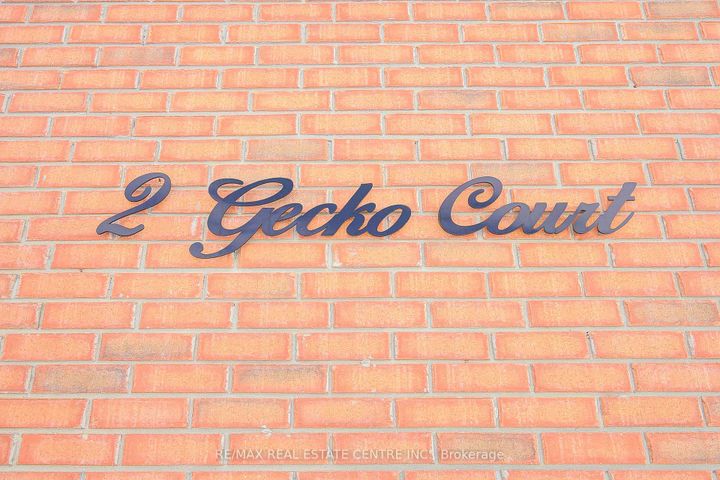 2 Gecko Court
RE/MAX REAL ESTATE CENTRE INC., Brokerage